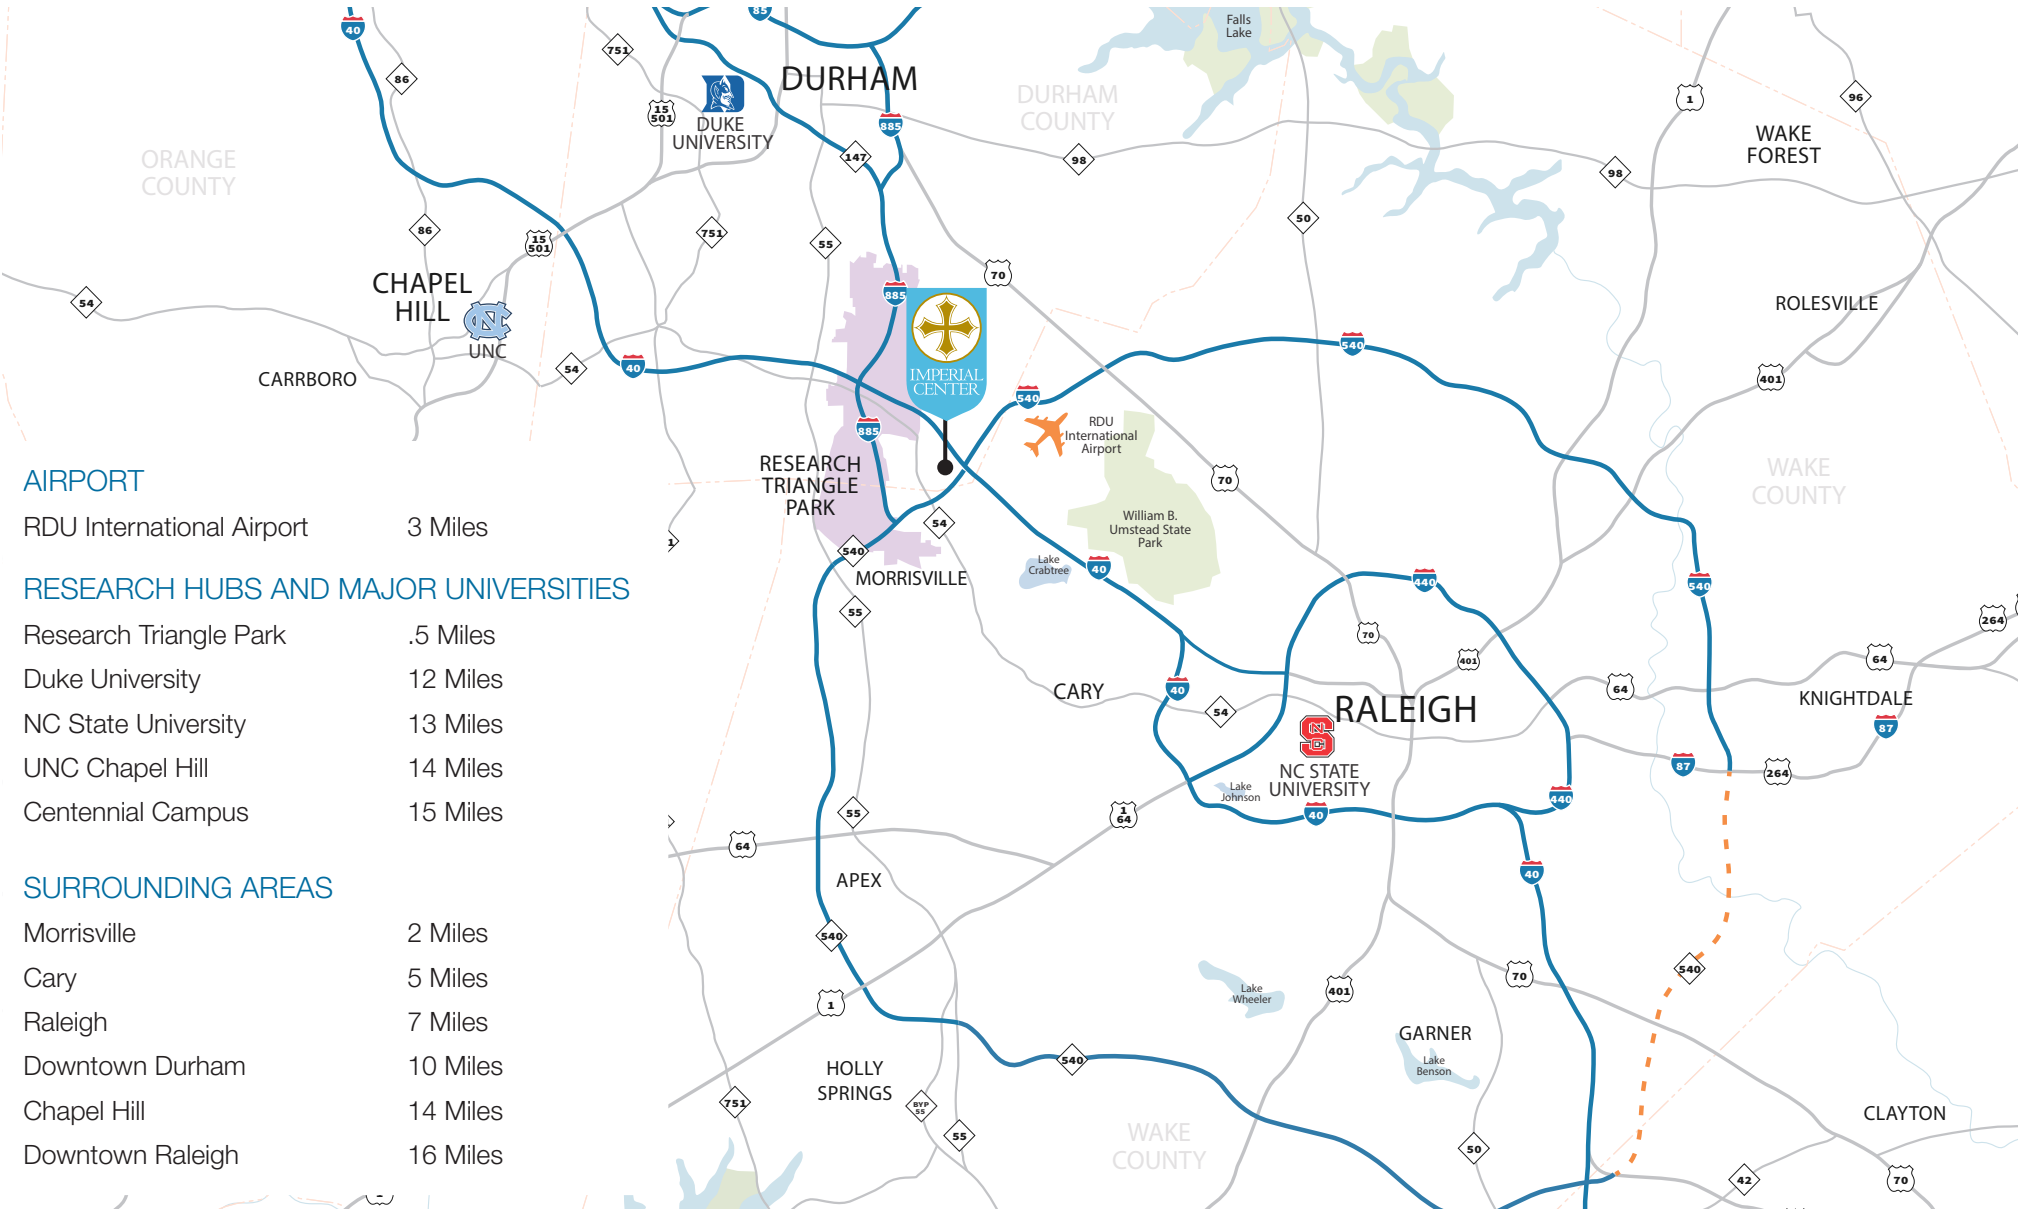 40
85
751
86
15
501
DUKE
UNIVERSITY
DURHAM
885
147
DURHAM
COUNTY
98
Falls
Lake
1
96
WAKE
FOREST
98
ORANGE
COUNTY
86
15
501
751
55
50
54
CHAPEL
HILL
UNC
CARRBORO
54
40
885
IMPERIAL
CENTER
70
540
540
ROLESVILLE
401
885
RDU
International
Airport
RESEARCH
TRIANGLE
PARK
54
70
WAKE
COUNTY
William B.
Umstead State
Park
540
MORRISVILLE
Lake
Crabtree
40
440
540
55
70
401
264
64
64
KNIGHTDALE
87
CARY
40
54
RALEIGH
NC STATE
UNIVERSITY
Lake
Johnson
87
264
440
40
1
64
55
64
APEX
40
540
1
540
Lake
Wheeler
401
70
540
GARNER
Lake
Benson
HOLLY
SPRINGS
BYP
55
55
751
WAKE
COUNTY
50
CLAYTON
42
70
AIRPORT
RDU International Airport 3 Miles
RESEARCH HUBS AND MAJOR UNIVERSITIES
Research Triangle Park .5 Miles
Duke University 12 Miles
NC State University 13 Miles
UNC Chapel Hill 14 Miles
Centennial Campus 15 Miles
SURROUNDING AREAS
Morrisville 2 Miles
Cary 5 Miles
Raleigh 7 Miles
Downtown Durham 10 Miles
Chapel Hill 14 Miles
Downtown Raleigh 16 Miles